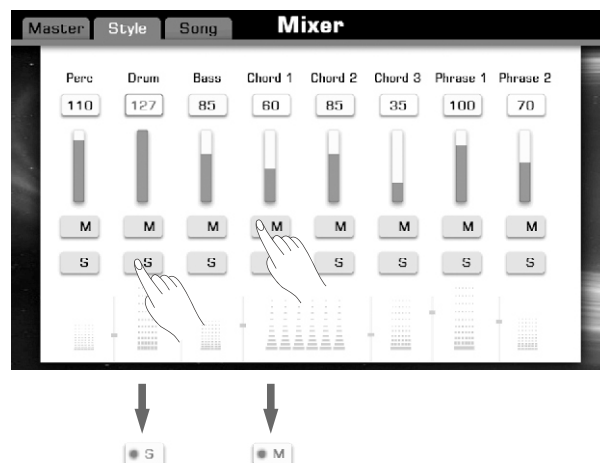 Master Style Song Mixer
Perc Drum Bass Chord 1 Chord 2 Chord 3 Phrase 1 Phrase 2
110 127 85 60 85 35 100 70
M M M M M M M M
S S S S S S S
S M